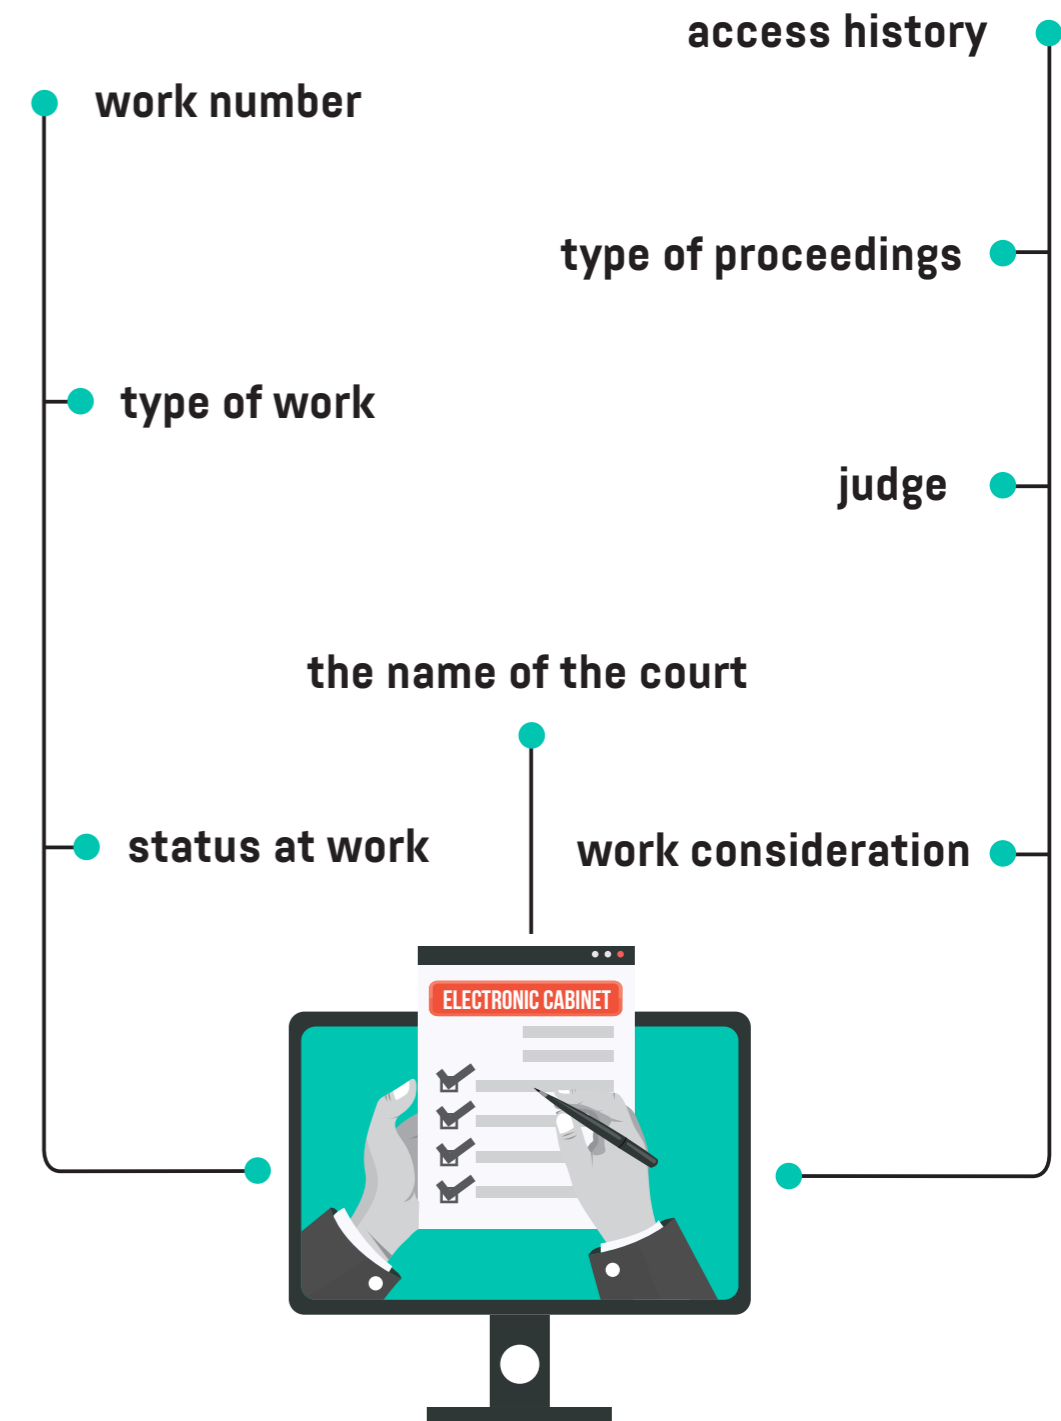 access history
work number
type of proceedings
type of work
judge
the name of the court
status at work
work consideration
ELECTRONIC CABINET